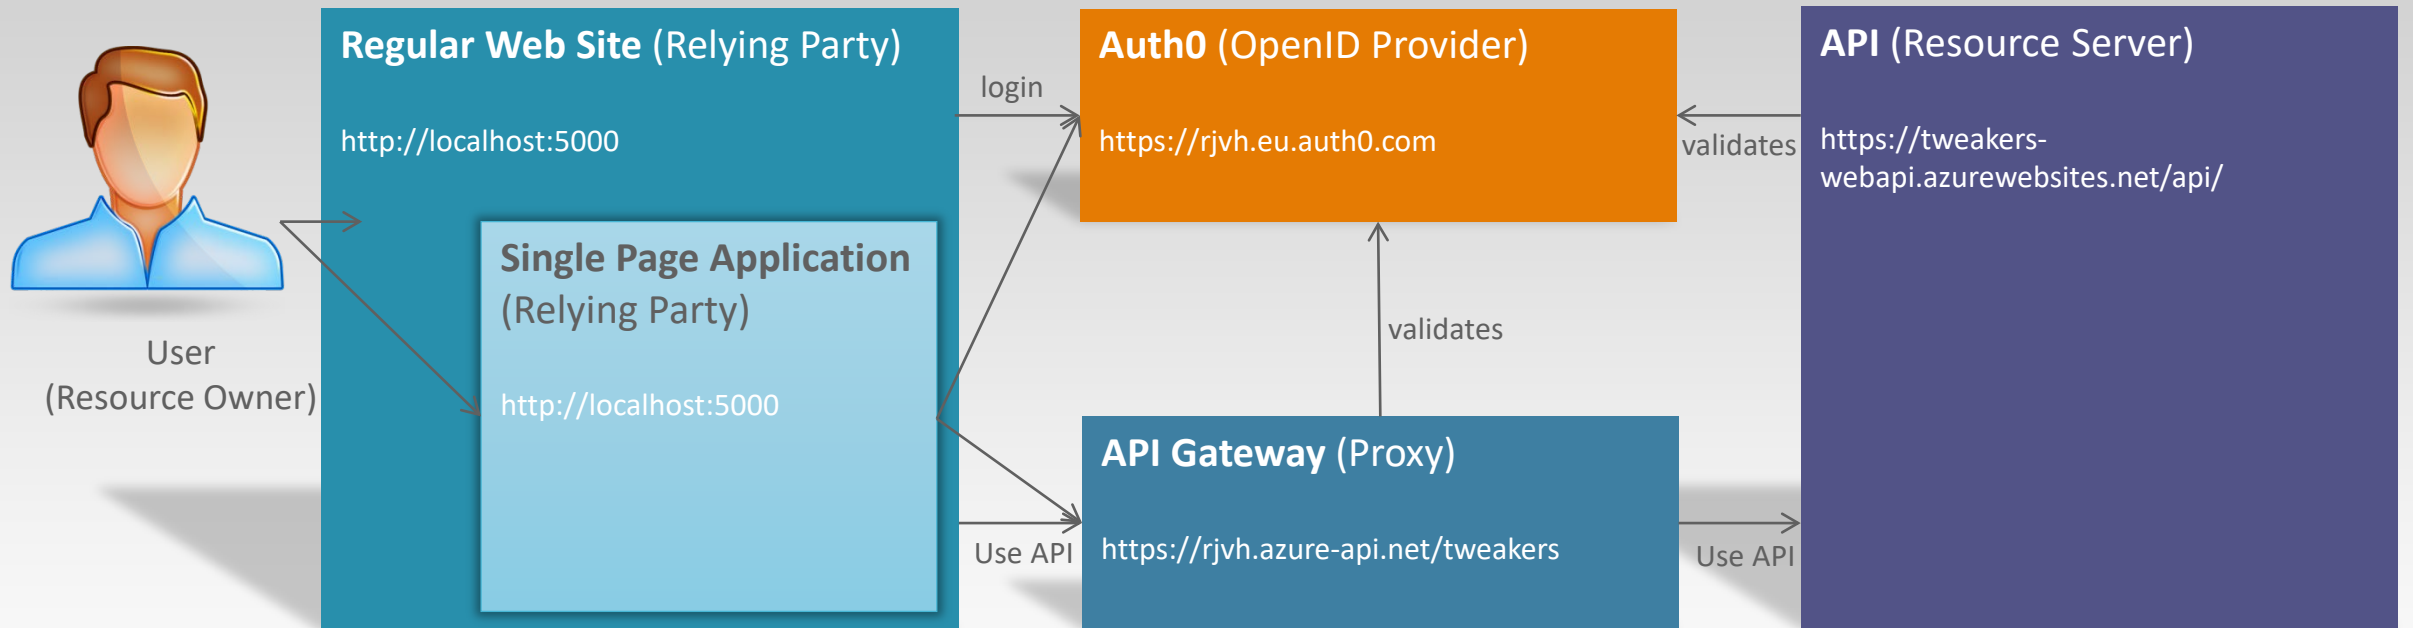 User
(Resource Owner)
Regular Web Site (Relying Party)
http://localhost:5000
Single Page Application
(Relying Party)
http://localhost:5000
login
Use API
Auth0 (OpenID Provider)
https://rjvh.eu.auth0.com
validates
API Gateway (Proxy)
https://rjvh.azure-api.net/tweakers
validates
Use API
API (Resource Server)
https://tweakers-
webapi.azurewebsites.net/api/